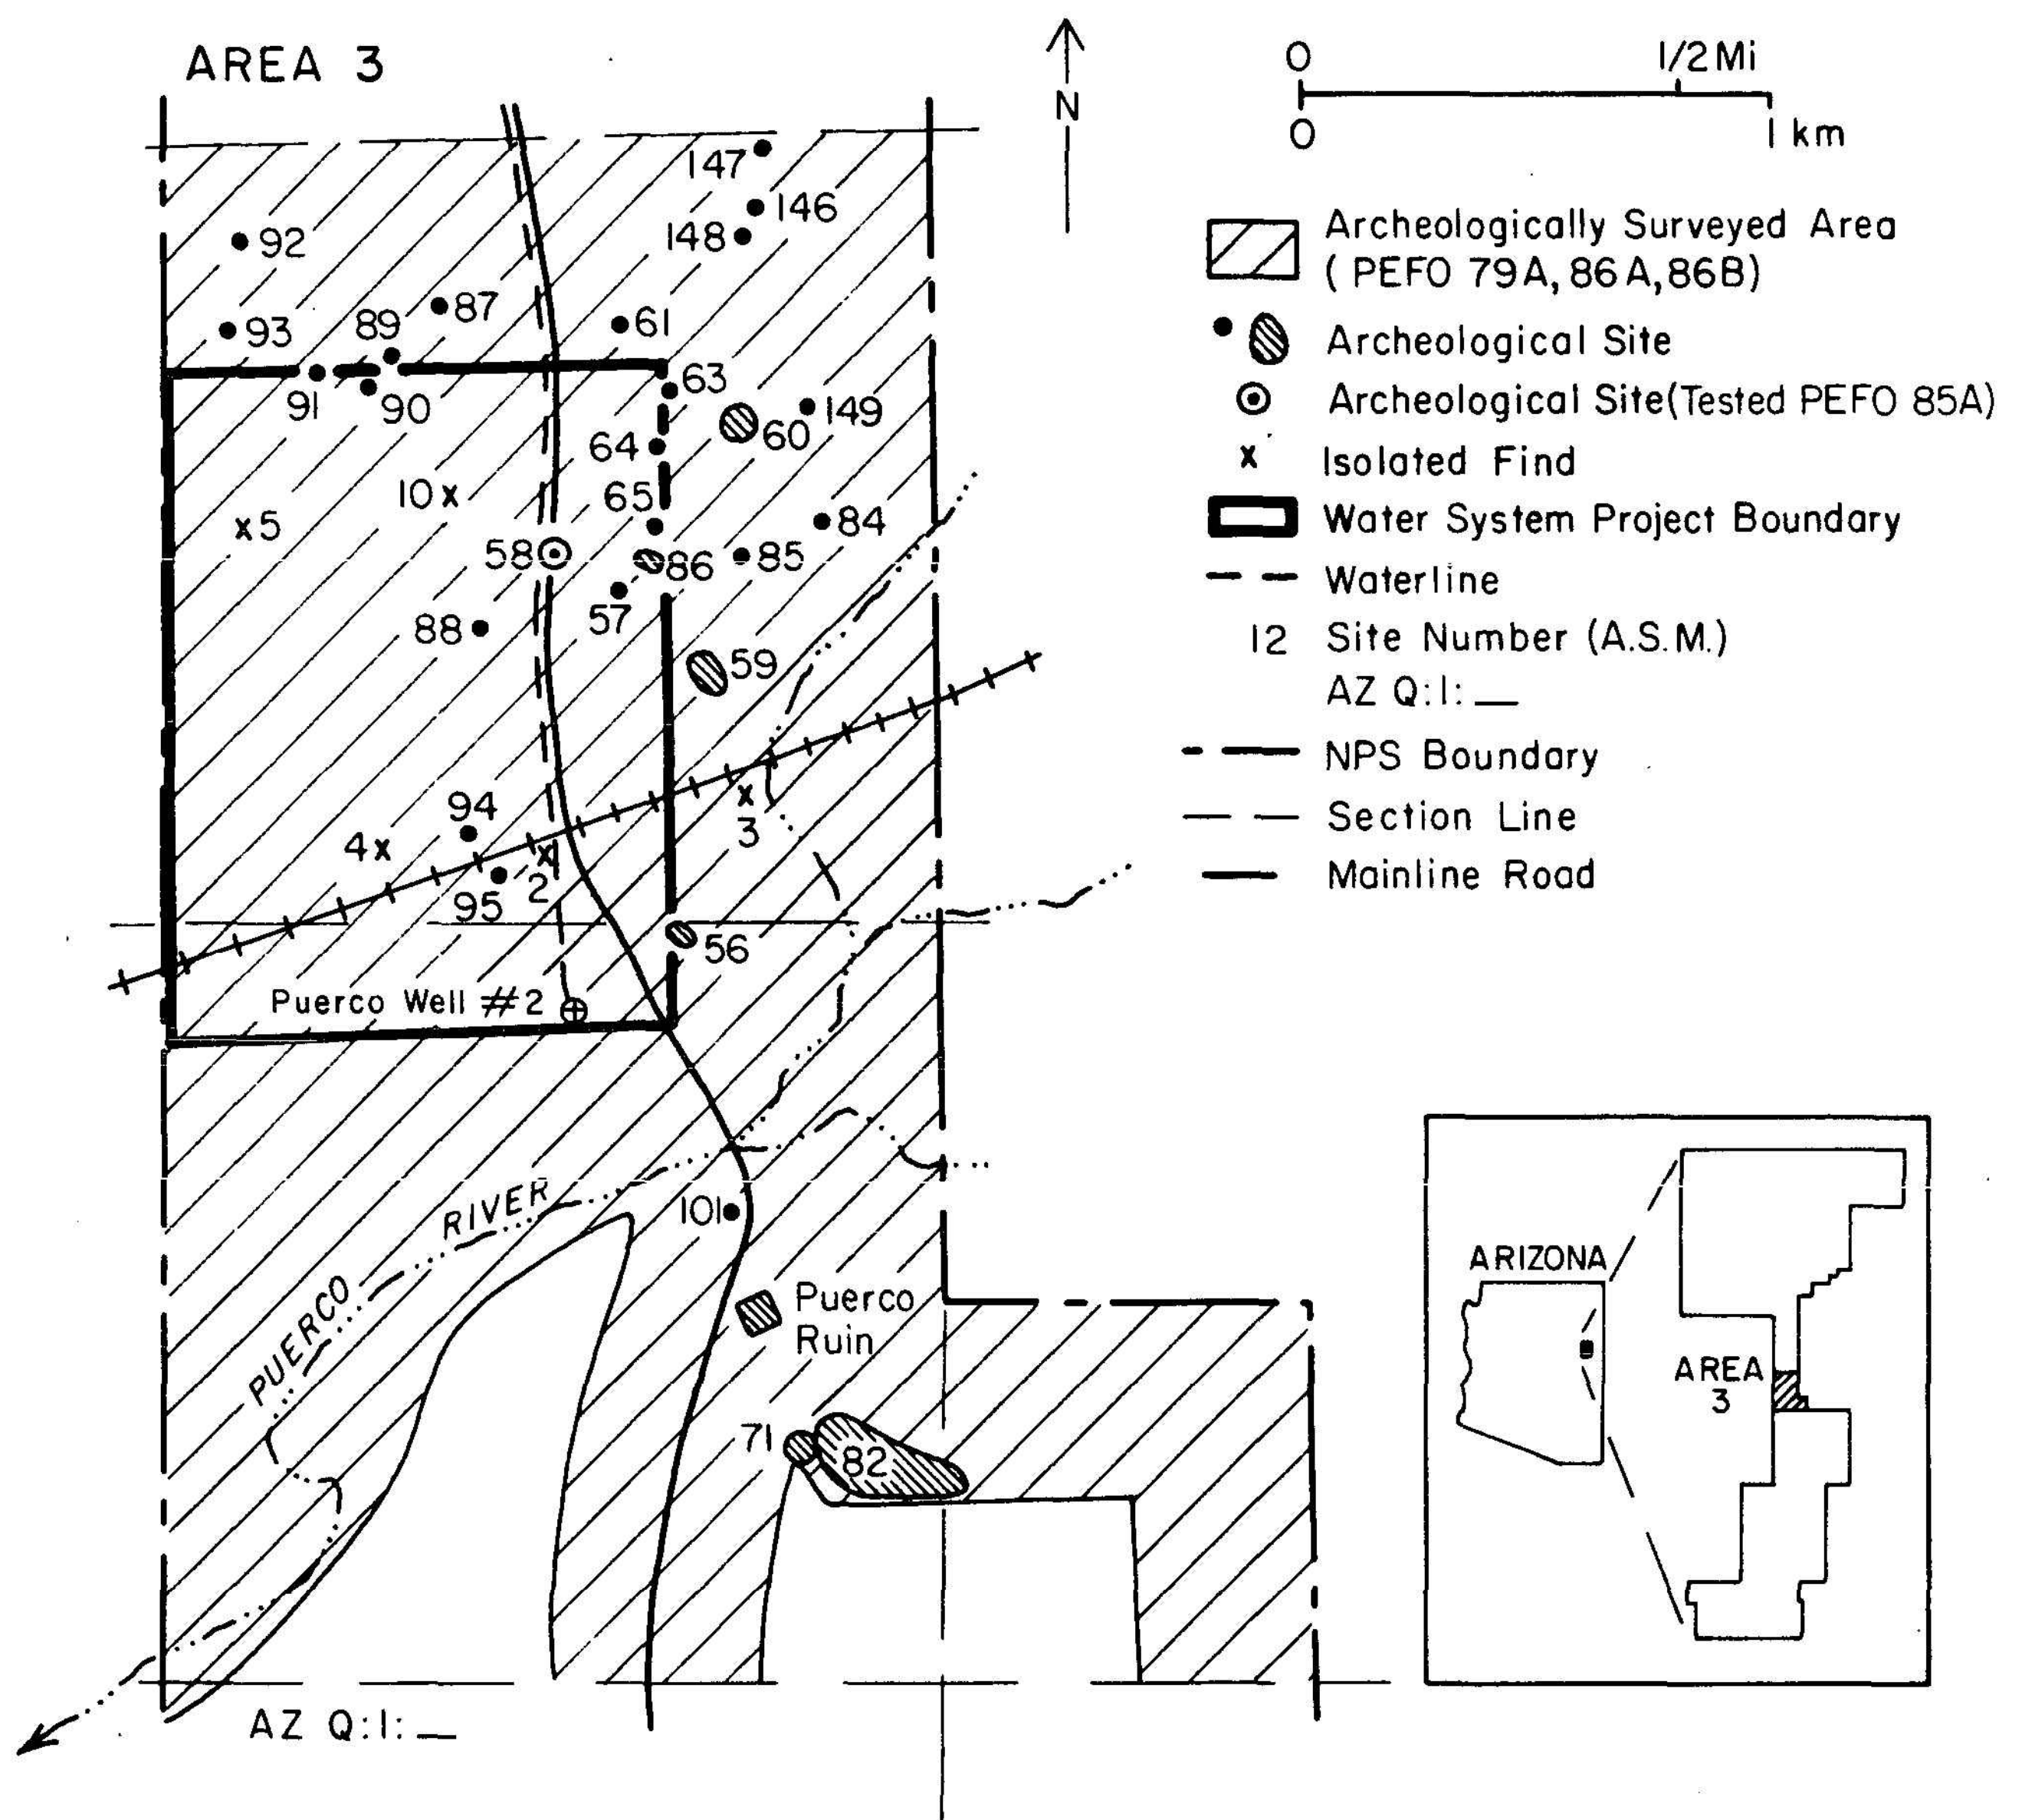 AREA 3
N
0 1/2 Mi
0 1 km
Archeologically Surveyed Area
( PEFO 79A, 86A, 86B)
Archeological Site
Archeological Site(Tested PEFO 85A)
x Isolated Find
Water System Project Boundary
Waterline
12 Site Number (A.S.M.)
AZ Q:1: __
NPS Boundary
Section Line
Mainline Road
147
146
148
92
87
61
93
89
63
91
90
149
60
64
10 x
65
x 5
84
58
86
85
57
88
59
94
x
3
4 x
x
2
95
56
Puerco Well #2
101
PUERCO RIVER
Puerco
Ruin
71
82
AZ Q:1: __
ARIZONA
AREA
3